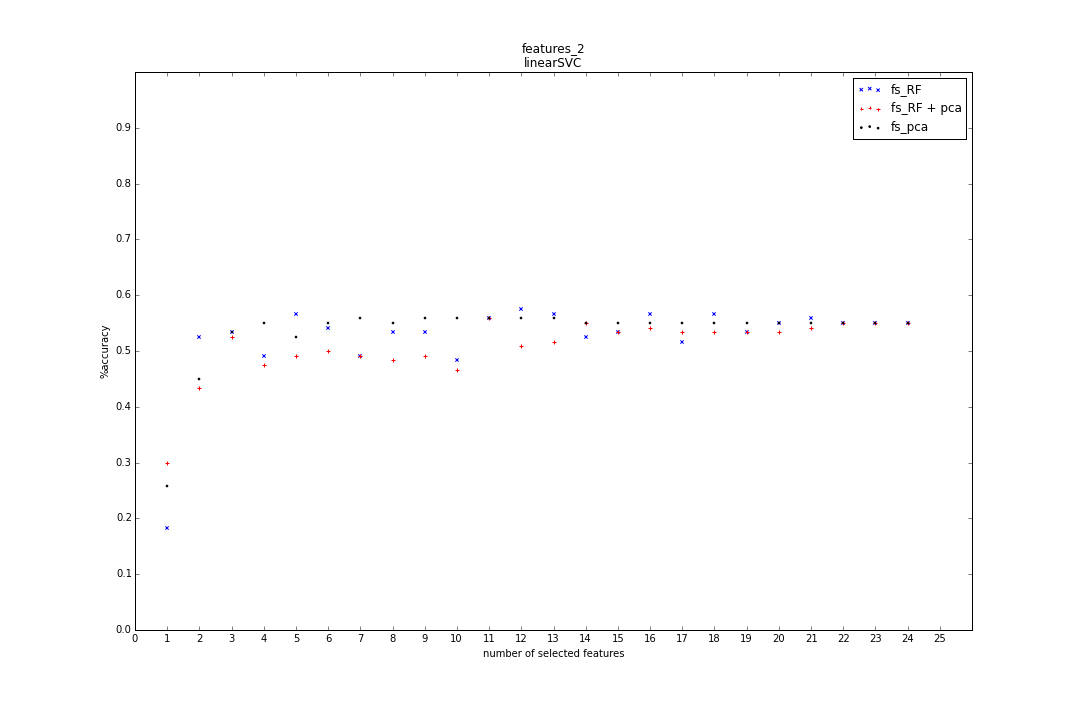 features_2
linearSVC
fs_RF
fs_RF + pca
fs_pca
%accuracy
0.9
0.8
0.7
0.6
0.5
0.4
0.3
0.2
0.1
0.0
0 1 2 3 4 5 6 7 8 9 10 11 12 13 14 15 16 17 18 19 20 21 22 23 24 25
number of selected features